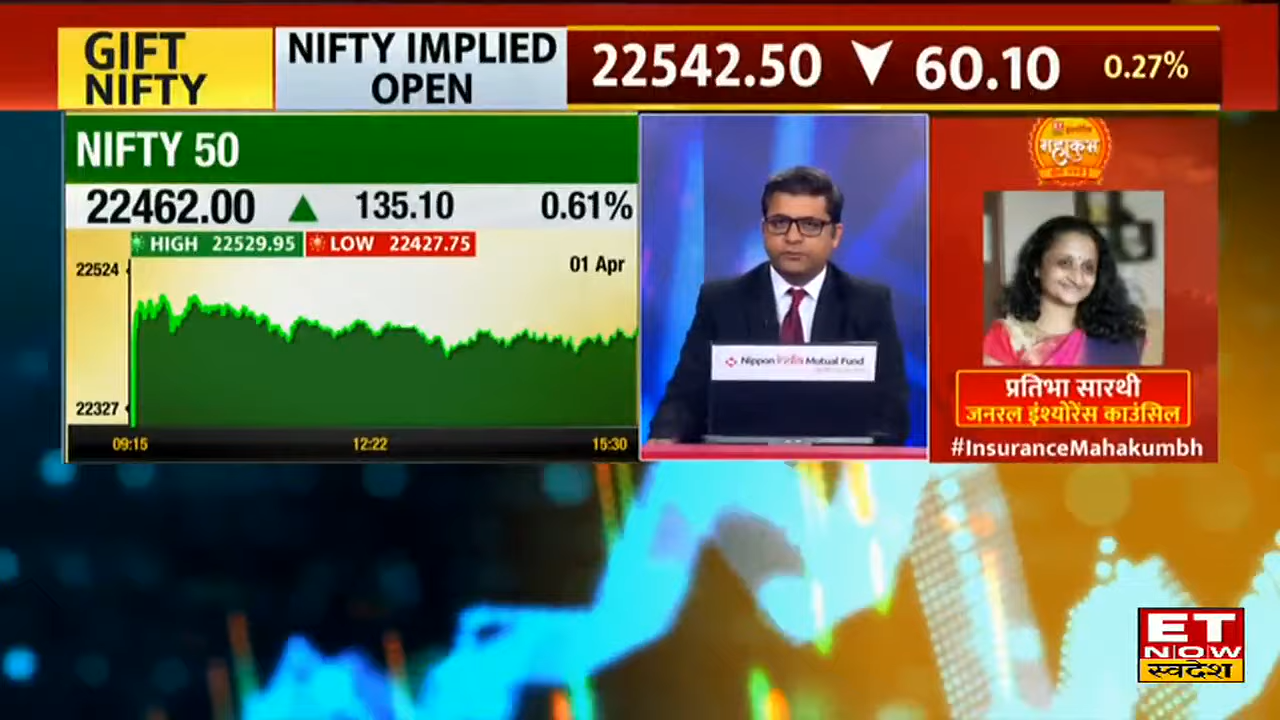 GIFT
NIFTY
NIFTY IMPLIED
OPEN
22542.50 ▼ 60.10 0.27%
NIFTY 50
22462.00 ▲ 135.10 0.61%
HIGH 22529.95 LOW 22427.75
01 Apr
22524
22327
09:15 12:22 15:30
Nippon india Mutual Fund
महाकुंभ
प्रतिभा सारथी
जनरल इंश्योरेंस काउंसिल
#InsuranceMahakumbh
ET
NOW
स्वदेश